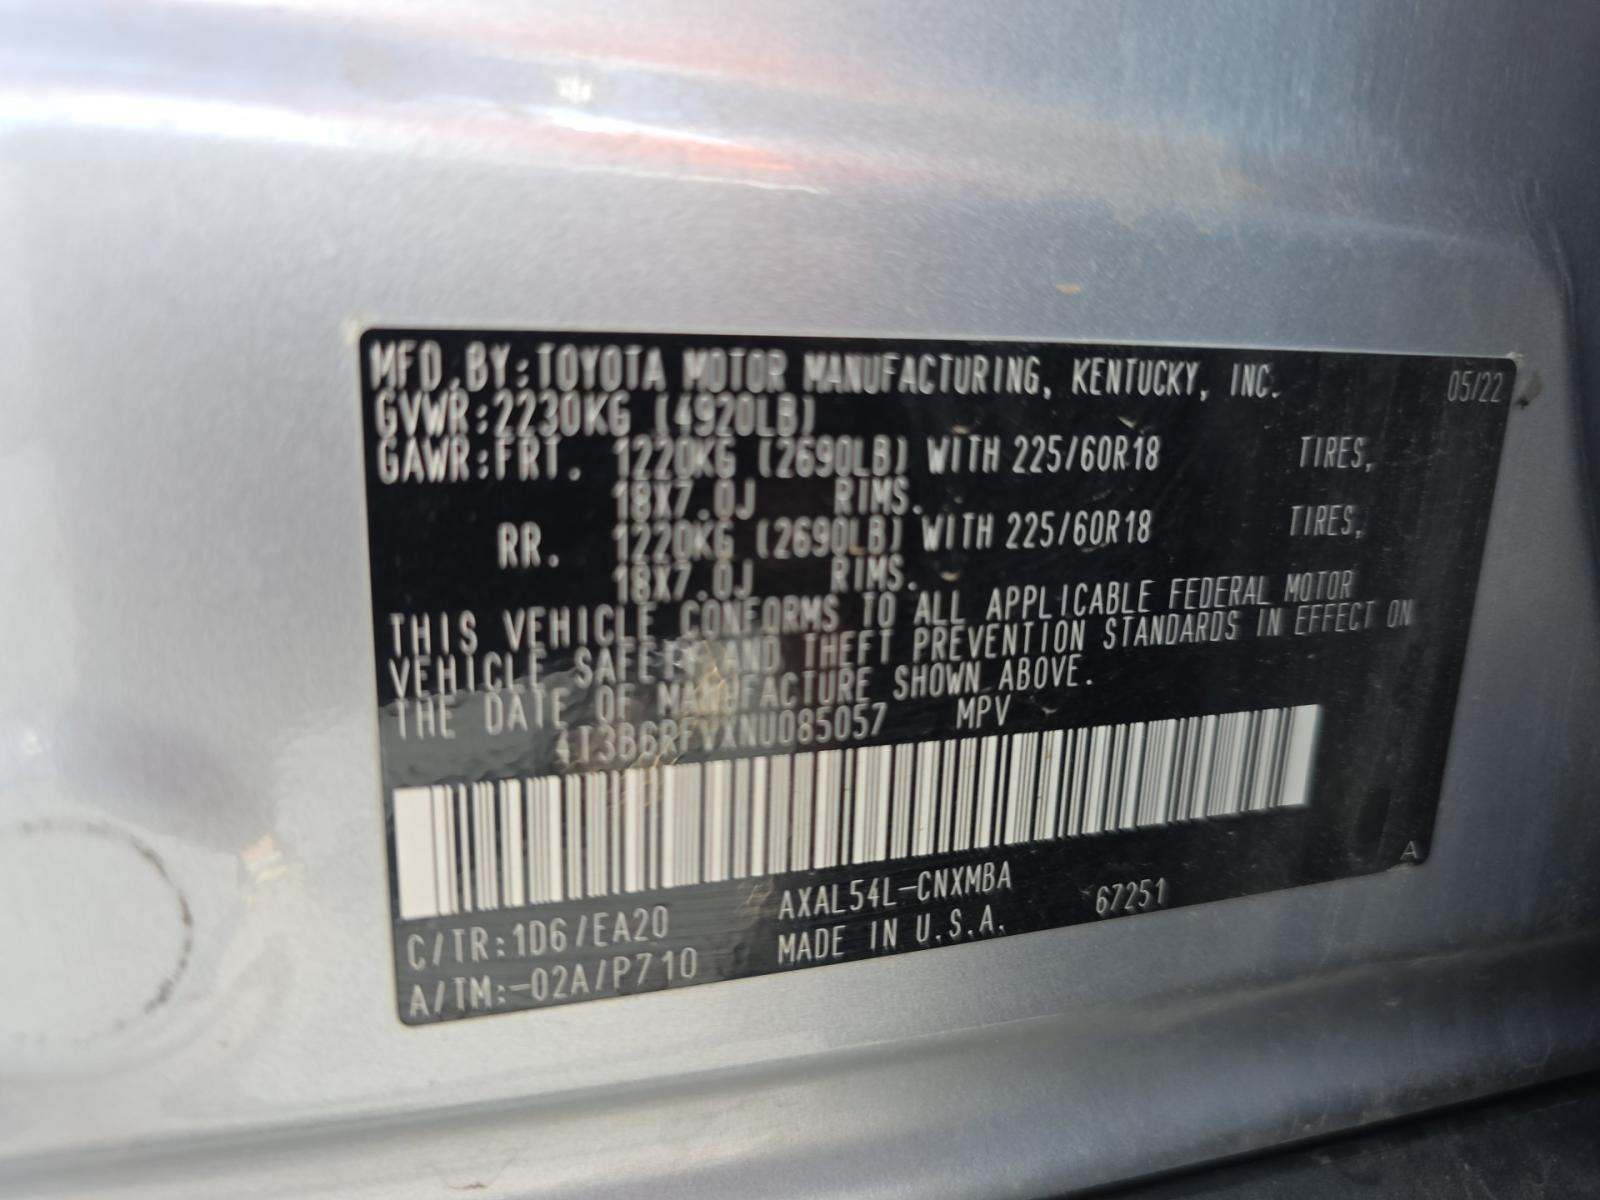 MFD.BY:TOYOTA MOTOR MANUFACTURING, KENTUCKY, INC. 05/22
GVWR:2230KG (4920LB)
GAWR:FRT. 1220KG (2690LB) WITH 225/60R18 TIRES,
18X7.0J RIMS.
RR. 1220KG (2690LB) WITH 225/60R18 TIRES,
18X7.0J RIMS.
THIS VEHICLE CONFORMS TO ALL APPLICABLE FEDERAL MOTOR
VEHICLE SAFETY AND THEFT PREVENTION STANDARDS IN EFFECT ON
THE DATE OF MANUFACTURE SHOWN ABOVE.
4T3B6RFVXNU085057 MPV
C/TR:1D6/EA20 AXAL54L-CNXMBA 67251 A
A/TM:-02A/P710 MADE IN U.S.A.